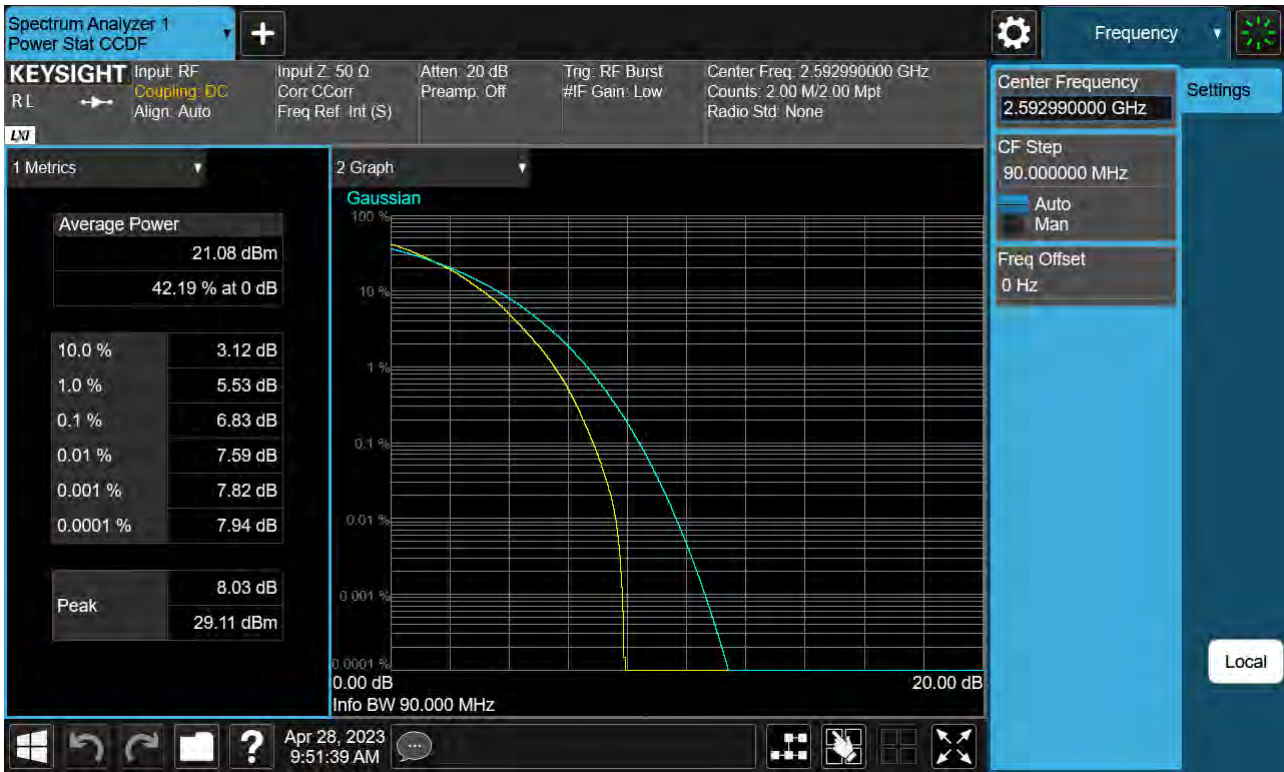 Spectrum Analyzer 1
Power Stat CCDF
Frequency
KEYSIGHT
RL
LXI
Input: RF
Coupling: DC
Align: Auto
Input Z: 50 Ω
Corr CCorr
Freq Ref: Int (S)
Atten: 20 dB
Preamp: Off
Trig: RF Burst
#IF Gain: Low
Center Freq: 2.592990000 GHz
Counts: 2.00 M/2.00 Mpt
Radio Std: None
Center Frequency
2.592990000 GHz
Settings
CF Step
90.000000 MHz
Auto
Man
Freq Offset
0 Hz
Local
1 Metrics
Average Power
21.08 dBm
42.19 % at 0 dB
10.0 % 3.12 dB
1.0 % 5.53 dB
0.1 % 6.83 dB
0.01 % 7.59 dB
0.001 % 7.82 dB
0.0001 % 7.94 dB
Peak
8.03 dB
29.11 dBm
2 Graph
Gaussian
100 %
10 %
1 %
0.1 %
0.01 %
0.001 %
0.0001 %
0.00 dB 20.00 dB
Info BW 90.000 MHz
?
Apr 28, 2023
9:51:39 AM